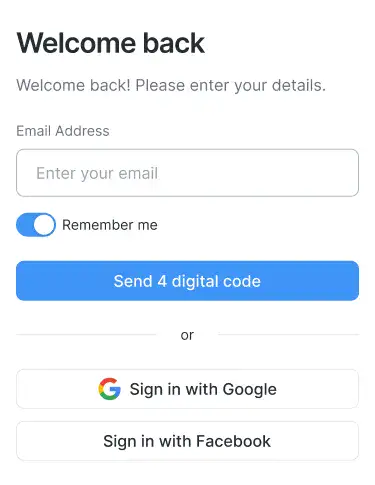 Welcome back
Welcome back! Please enter your details.
Email Address
Enter your email
Remember me
Send 4 digital code
or
Sign in with Google
Sign in with Facebook